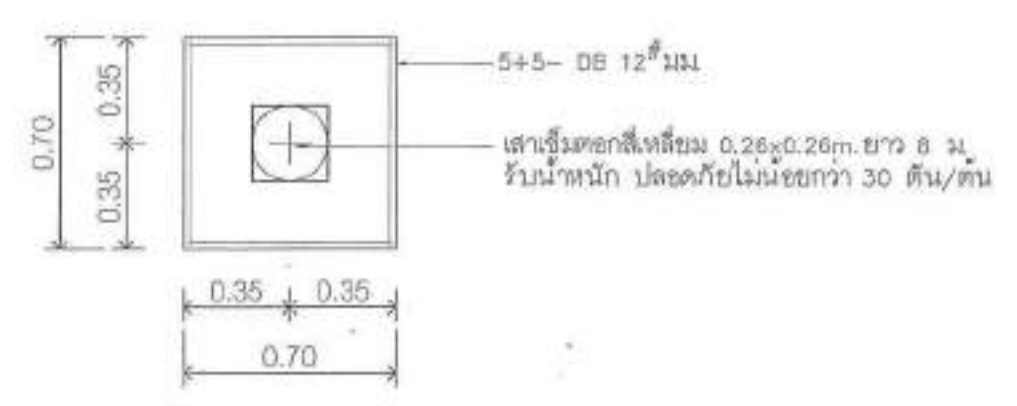 5+5- DB 12# มม.
เสาเข็มตอกสี่เหลี่ยม 0.26x0.26m. ยาว 8 ม.
รับน้ำหนัก ปลอดภัยไม่น้อยกว่า 30 ตัน/ต้น
0.70
0.35
0.35
0.35 0.35
0.70